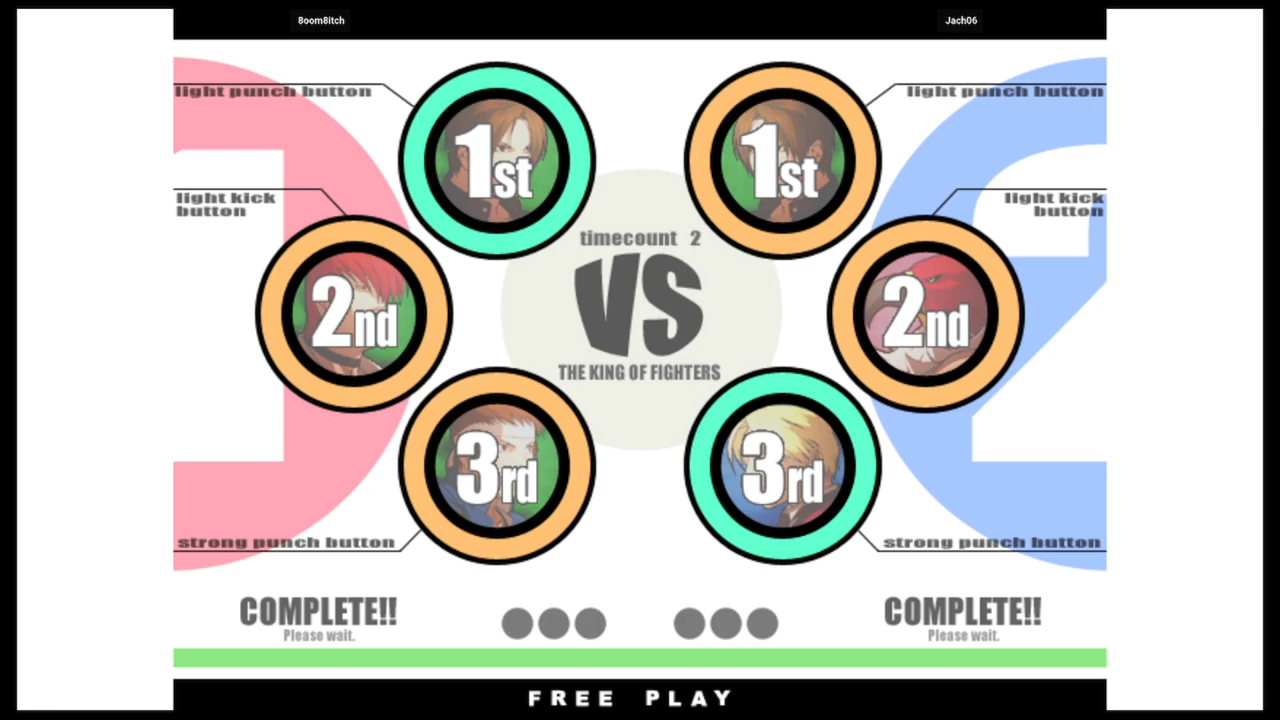 8oom8itch
Jach06
light punch button
light punch button
1st
1st
light kick
button
light kick
button
timecount 2
VS
THE KING OF FIGHTERS
2nd
2nd
3rd
3rd
strong punch button
strong punch button
COMPLETE!!
Please wait.
COMPLETE!!
Please wait.
FREE PLAY
1
2